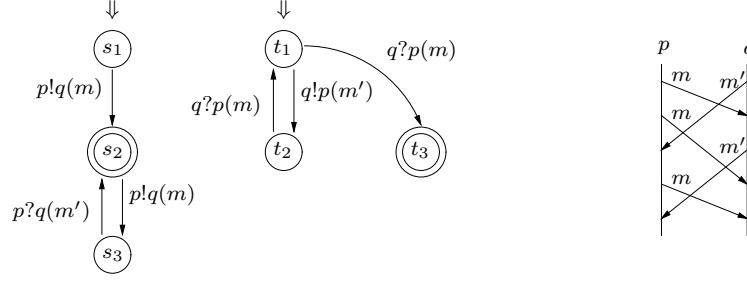 ⇓ ⇓
s₁ t₁
p!q(m) q?p(m) q!p(m′) q?p(m)
s₂ t₂ t₃
p?q(m′) p!q(m)
s₃
p
m m′
m m′
m